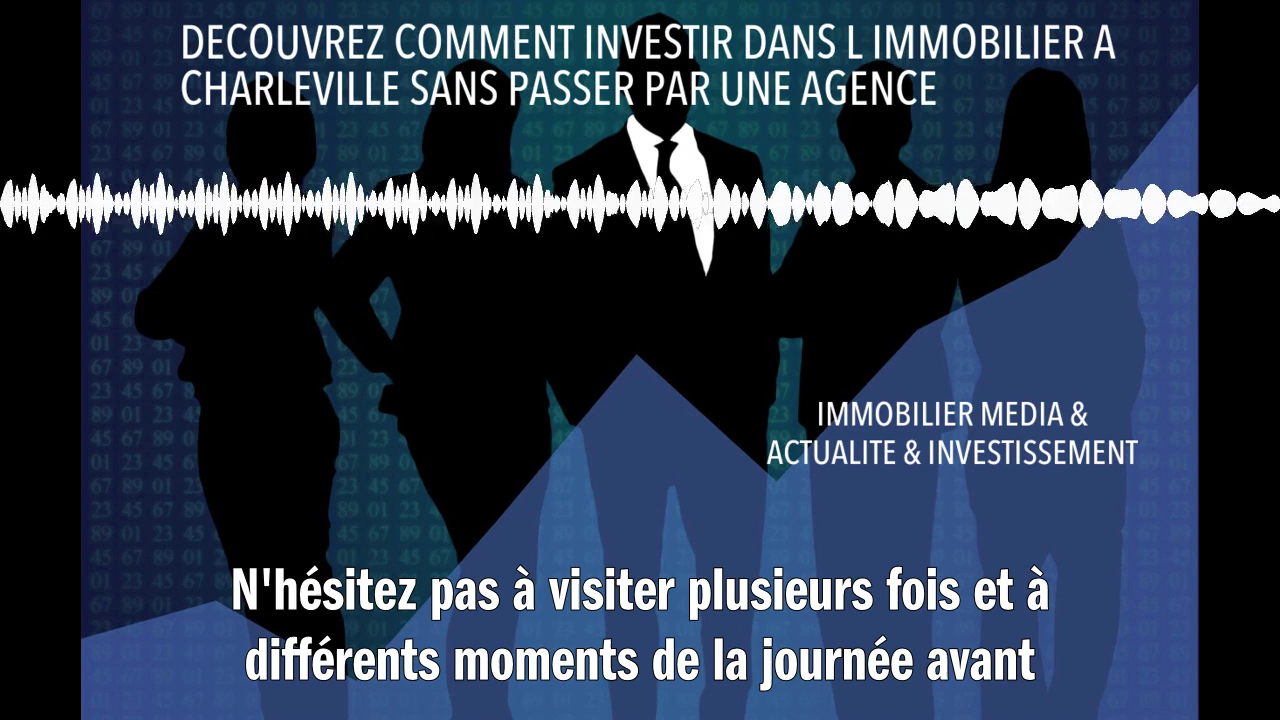 DECOUVREZ COMMENT INVESTIR DANS L IMMOBILIER A
CHARLEVILLE SANS PASSER PAR UNE AGENCE
IMMOBILIER MEDIA &
ACTUALITE & INVESTISSEMENT
N'hésitez pas à visiter plusieurs fois et à
différents moments de la journée avant